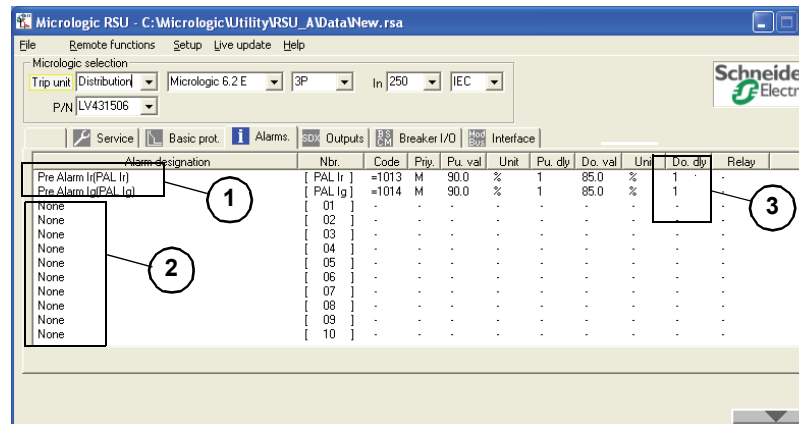 Micrologic RSU - C:\Micrologic\Utility\RSU_A\Data\New.rsa
File Remote functions Setup Live update Help
Micrologic selection
Trip unit Distribution Micrologic 6.2 E 3P In 250 IEC
P/N LV431506
Schneide
Electr
Service Basic prot. Alarms. SDX Outputs BSCM Breaker I/O Mod Bus Interface
Alarm designation Nbr. Code Priy. Pu. val Unit Pu. dly Do. val Uni Do. dly Relay
Pre Alarm Ir(PAL Ir) [ PAL Ir ] =1013 M 90.0 % 1 85.0 % 1 -
Pre Alarm Ig(PAL Ig) [ PAL Ig ] =1014 M 90.0 % 1 85.0 % 1 -
None [ 01 ] - - - - - - - - -
None [ 02 ] - - - - - - - - -
None [ 03 ] - - - - - - - - -
None [ 04 ] - - - - - - - - -
None [ 05 ] - - - - - - - - -
None [ 06 ] - - - - - - - - -
None [ 07 ] - - - - - - - - -
None [ 08 ] - - - - - - - - -
None [ 09 ] - - - - - - - - -
None [ 10 ] - - - - - - - - -
1
2
3